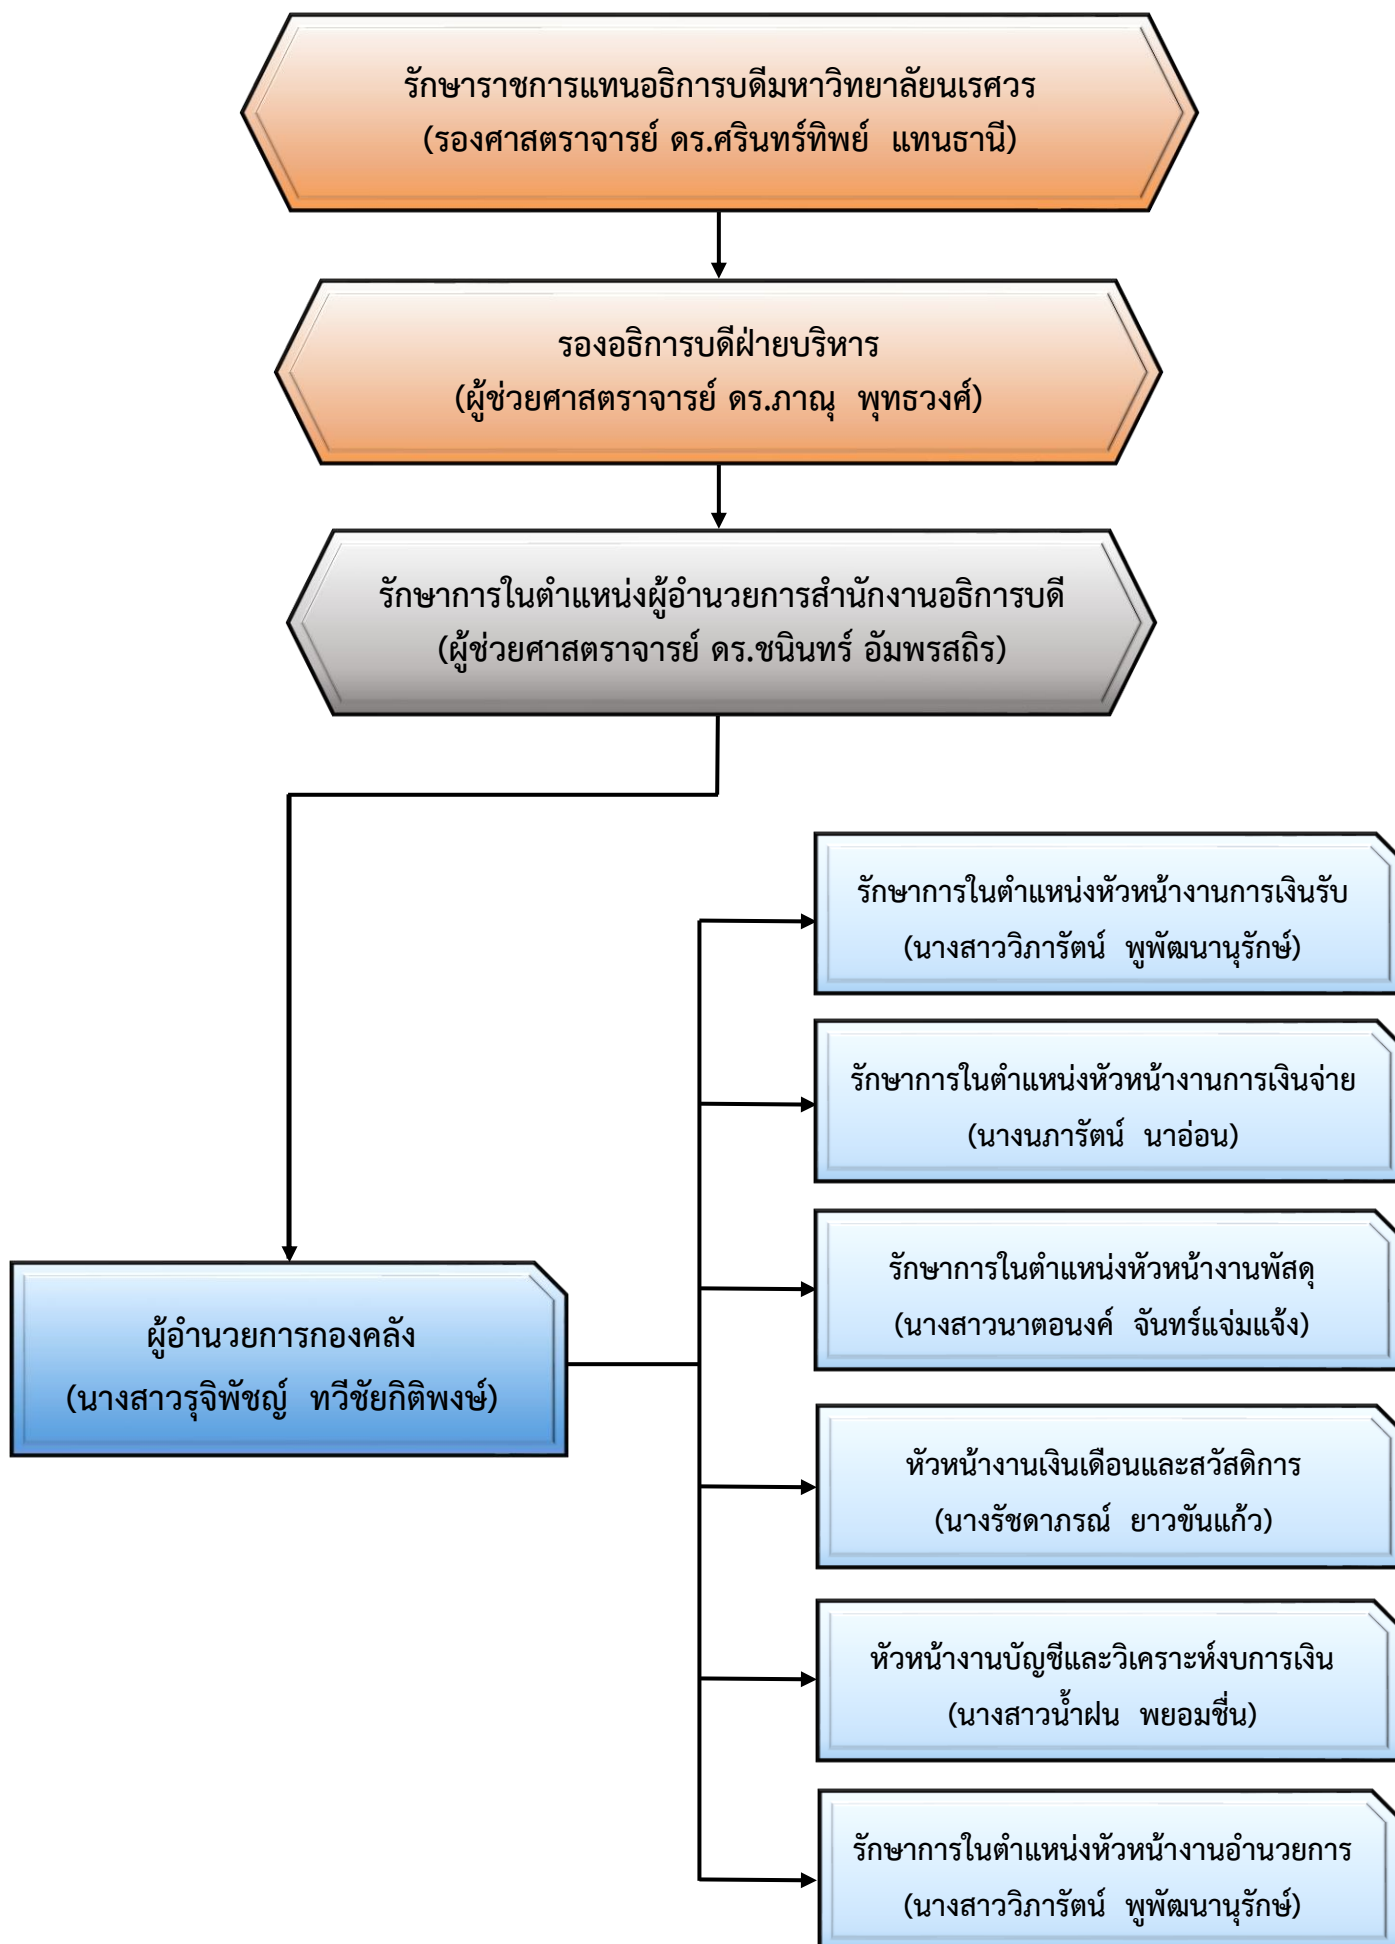 รักษาราชการแทนอธิการบดีมหาวิทยาลัยนเรศวร
(รองศาสตราจารย์ ดร.ศรินทร์ทิพย์ แทนธานี)
รองอธิการบดีฝ่ายบริหาร
(ผู้ช่วยศาสตราจารย์ ดร.ภาณุ พุทธวงศ์)
รักษาการในตำแหน่งผู้อำนวยการสำนักงานอธิการบดี
(ผู้ช่วยศาสตราจารย์ ดร.ชนินทร์ อัมพรสถิร)
ผู้อำนวยการกองคลัง
(นางสาวรุจิพัชญ์ ทวีชัยกิติพงษ์)
รักษาการในตำแหน่งหัวหน้างานการเงินรับ
(นางสาววิภารัตน์ พูพัฒนานุรักษ์)
รักษาการในตำแหน่งหัวหน้างานการเงินจ่าย
(นางนภารัตน์ นาอ่อน)
รักษาการในตำแหน่งหัวหน้างานพัสดุ
(นางสาวนาตอนงค์ จันทร์แจ่มแจ้ง)
หัวหน้างานเงินเดือนและสวัสดิการ
(นางรัชดาภรณ์ ยาวขันแก้ว)
หัวหน้างานบัญชีและวิเคราะห์งบการเงิน
(นางสาวน้ำฝน พยอมชื่น)
รักษาการในตำแหน่งหัวหน้างานอำนวยการ
(นางสาววิภารัตน์ พูพัฒนานุรักษ์)